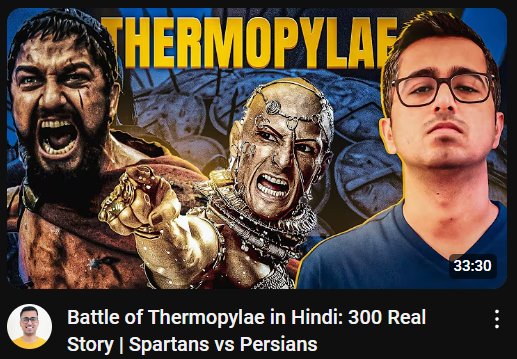 THERMOPYLAE
33:30
Battle of Thermopylae in Hindi: 300 Real
Story | Spartans vs Persians